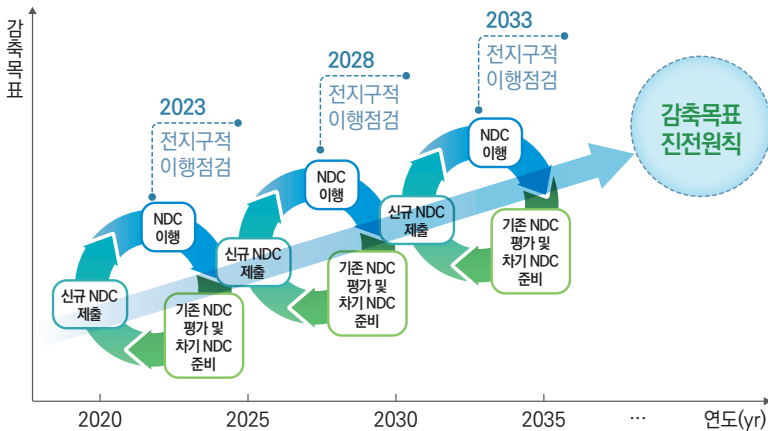 감축목표
2023
전지구적
이행점검
2028
전지구적
이행점검
2033
전지구적
이행점검
감축목표
진전원칙
신규 NDC
제출
NDC
이행
기존 NDC
평가 및
차기 NDC
준비
신규 NDC
제출
NDC
이행
기존 NDC
평가 및
차기 NDC
준비
신규 NDC
제출
NDC
이행
기존 NDC
평가 및
차기 NDC
준비
2020
2025
2030
2035
…
연도(yr)